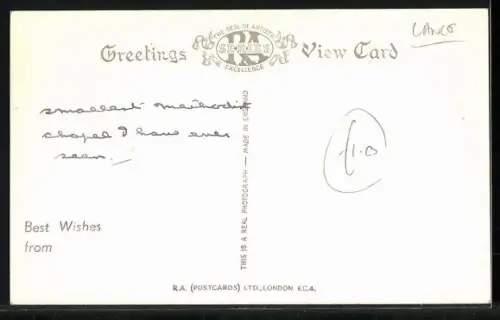 LANCS
THE SEAL OF ARTISTIC
Greetings RA View Card
SERIES
EXCELLENCE
smallest methodist
chapel I have ever
seen.
£1.0
Best Wishes
from
THIS IS A REAL PHOTOGRAPH — MADE IN ENGLAND
R.A. (POSTCARDS) LTD., LONDON E.C.4.